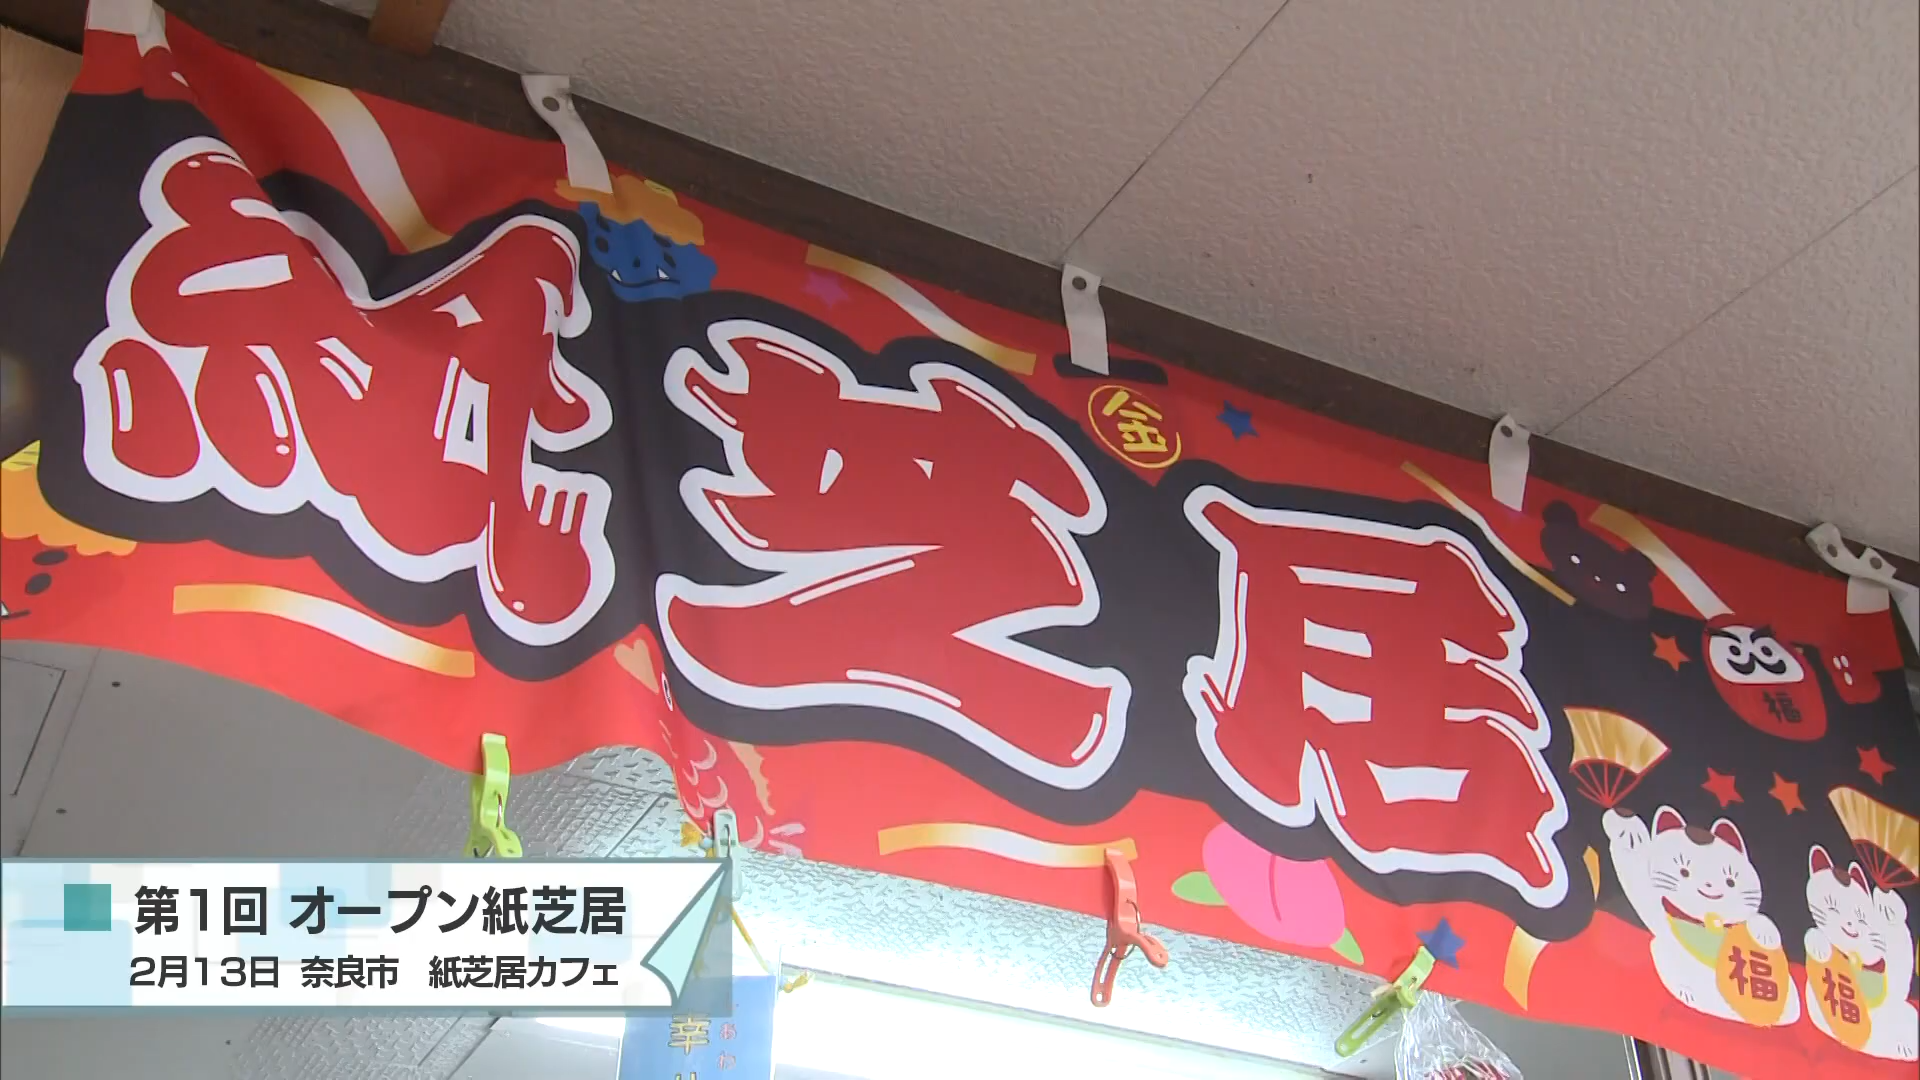 紙芝居
金
福
福
福
第1回 オープン紙芝居
2月13日 奈良市 紙芝居カフェ
幸